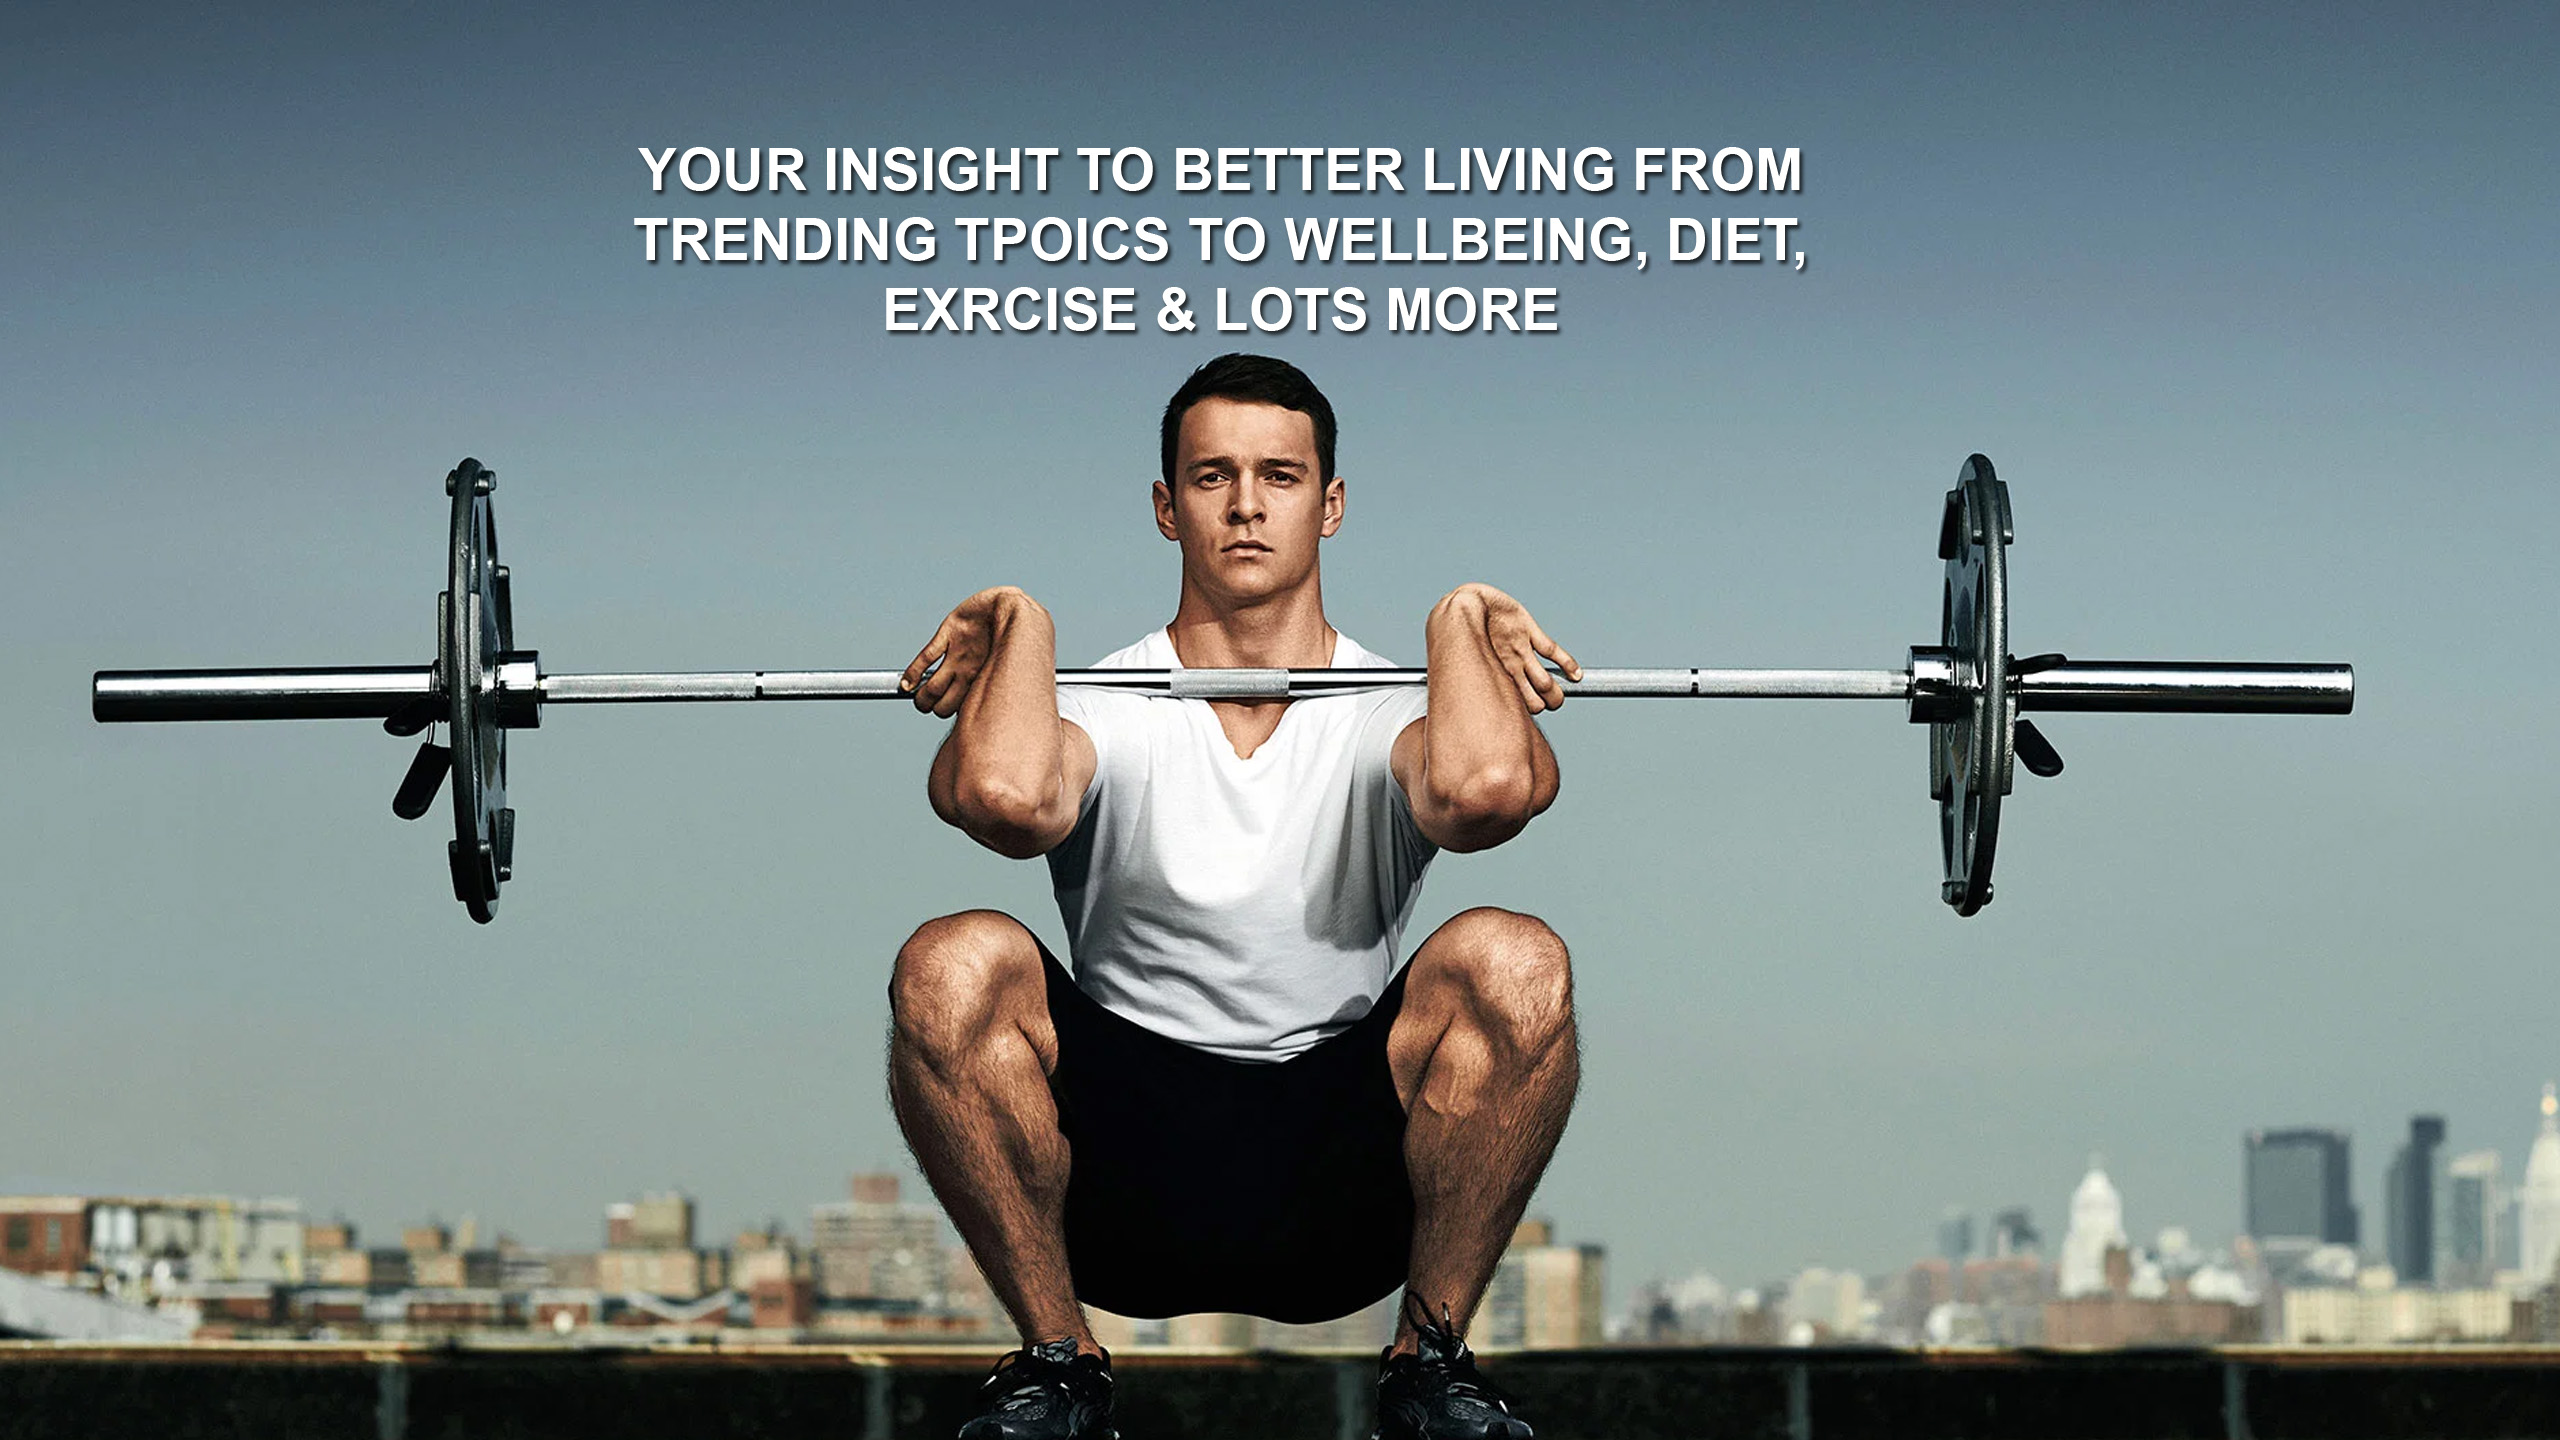 YOUR INSIGHT TO BETTER LIVING FROM
TRENDING TPOICS TO WELLBEING, DIET,
EXRCISE & LOTS MORE